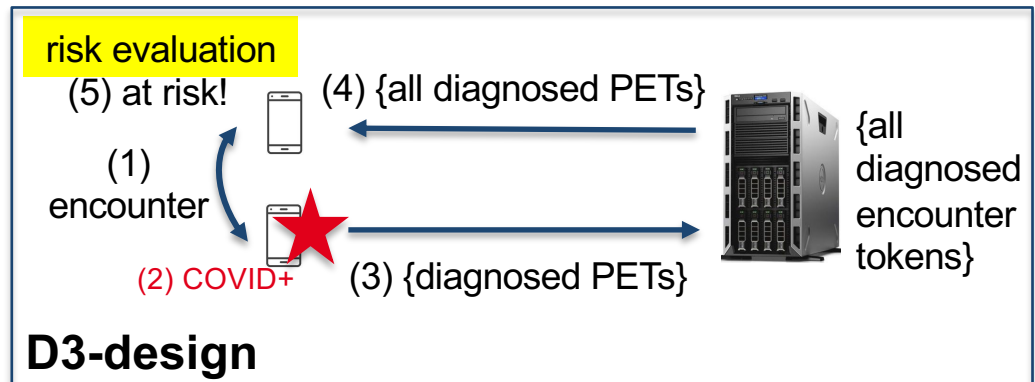 risk evaluation
(5) at risk!
(4) {all diagnosed PETs}
(1)
encounter
{all
diagnosed
encounter
tokens}
(2) COVID+
(3) {diagnosed PETs}
D3-design